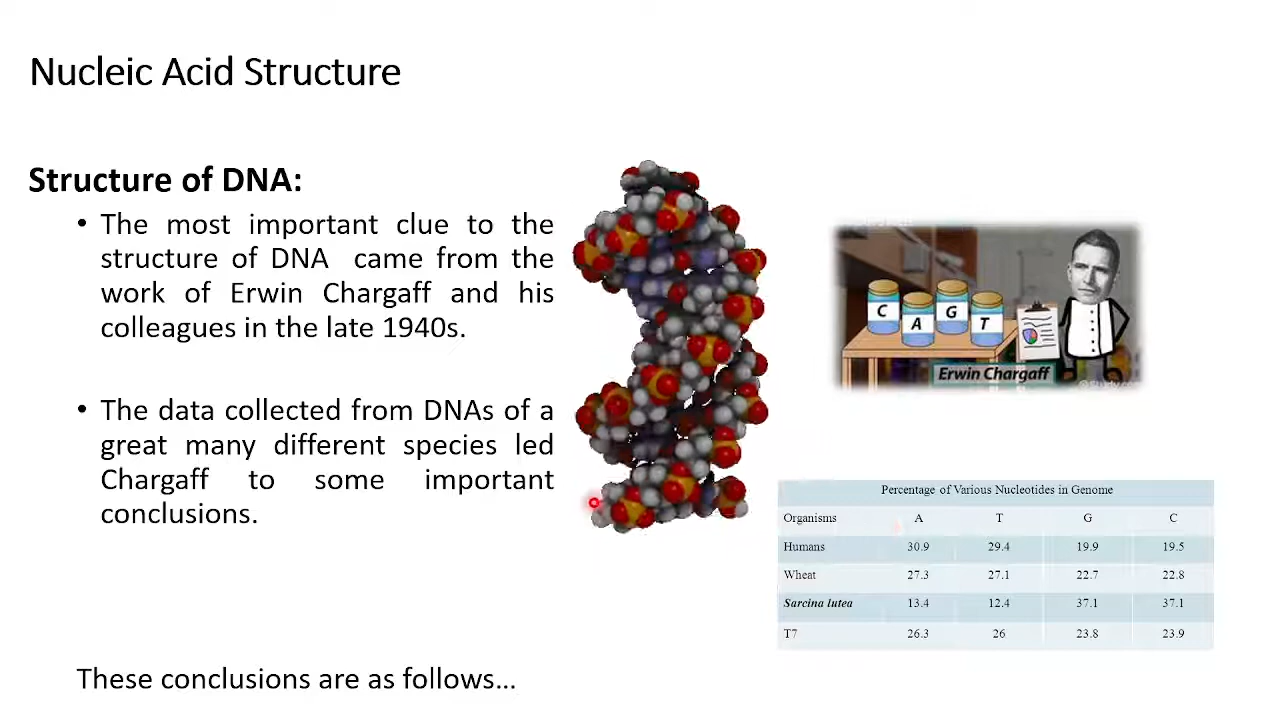 Nucleic Acid Structure
Structure of DNA:
• The most important clue to the
structure of DNA came from the
work of Erwin Chargaff and his
colleagues in the late 1940s.
• The data collected from DNAs of a
great many different species led
Chargaff to some important
conclusions.
These conclusions are as follows...
C A G T
Erwin Chargaff
Percentage of Various Nucleotides in Genome
Organisms A T G C
Humans 30.9 29.4 19.9 19.5
Wheat 27.3 27.1 22.7 22.8
Sarcina lutea 13.4 12.4 37.1 37.1
T7 26.3 26 23.8 23.9